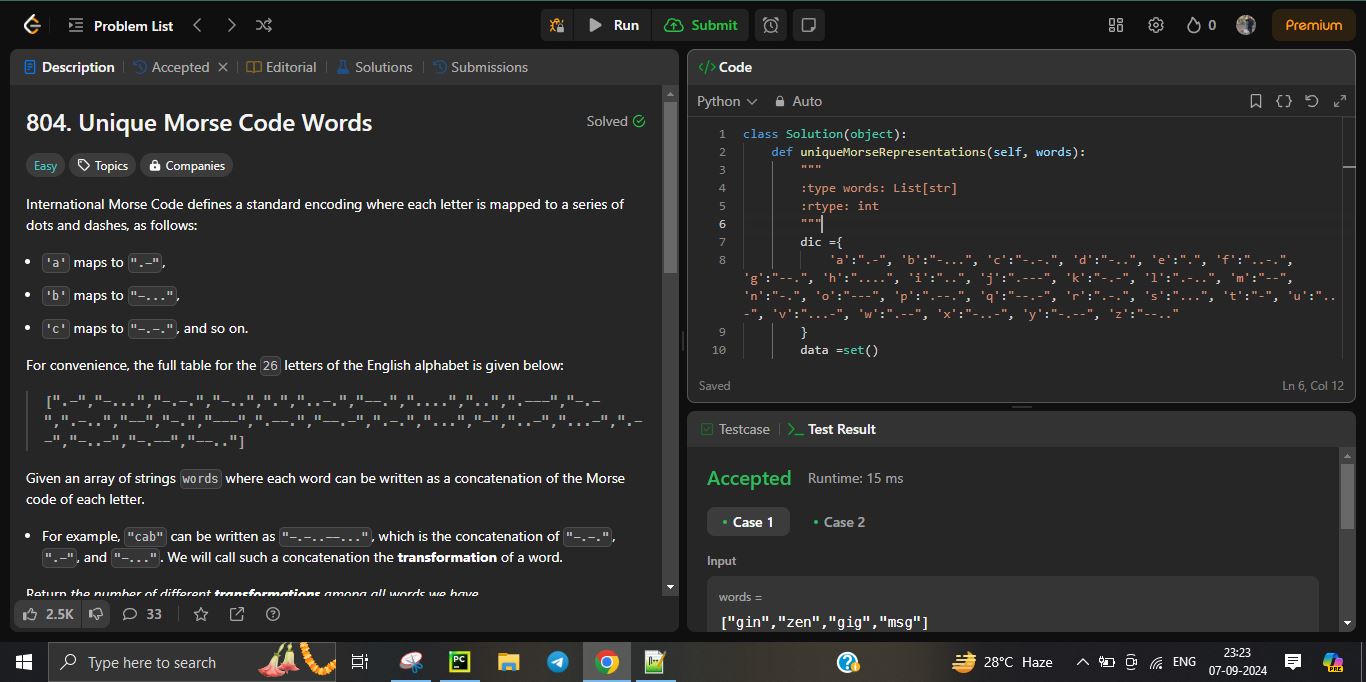 Problem List
Run
Submit
0
Premium
Description
Accepted
Editorial
Solutions
Submissions
804. Unique Morse Code Words
Solved
Easy
Topics
Companies
International Morse Code defines a standard encoding where each letter is mapped to a series of
dots and dashes, as follows:
• 'a' maps to ".-",
• 'b' maps to "-...",
• 'c' maps to "-.-.", and so on.
For convenience, the full table for the 26 letters of the English alphabet is given below:
[".-","-...","-.-.","-..",".","..-.","--.","....","..",".---","-.-
",".-..","--","-.","---",".--.","--.-",".-.","...","-","..-","...-",".-
-","-..-","-.--","--.."]
Given an array of strings words where each word can be written as a concatenation of the Morse
code of each letter.
• For example, "cab" can be written as "-.-..--...", which is the concatenation of "-.-.",
".-", and "-...". We will call such a concatenation the transformation of a word.
Return the number of different transformations among all words we have.
2.5K
33
</> Code
Python
Auto
1 class Solution(object):
2 def uniqueMorseRepresentations(self, words):
3 """
4 :type words: List[str]
5 :rtype: int
6 """
7 dic ={
8 'a':".-", 'b':"-...", 'c':"-.-.", 'd':"-..", 'e':".", 'f':"..-.",
'g':"--.", 'h':"....", 'i':"..", 'j':".---", 'k':"-.-", 'l':".-..", 'm':"--",
'n':"-.", 'o':"---", 'p':".--.", 'q':"--.-", 'r':".-.", 's':"...", 't':"-", 'u':"..
-", 'v':"...-", 'w':".--", 'x':"-..-", 'y':"-.--", 'z':"--.."
9 }
10 data =set()
Saved
Ln 6, Col 12
Testcase
Test Result
Accepted
Runtime: 15 ms
• Case 1
• Case 2
Input
words =
["gin","zen","gig","msg"]
Type here to search
PC
28°C Haze
ENG
23:23
07-09-2024
PRE